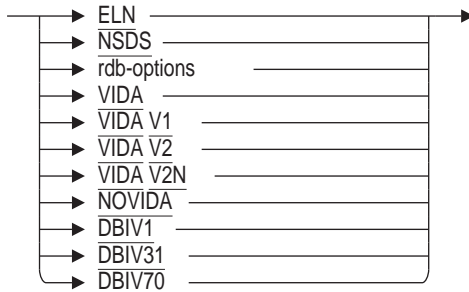 ELN
NSDS
rdb-options
VIDA
VIDA V1
VIDA V2
VIDA V2N
NOVIDA
DBIV1
DBIV31
DBIV70